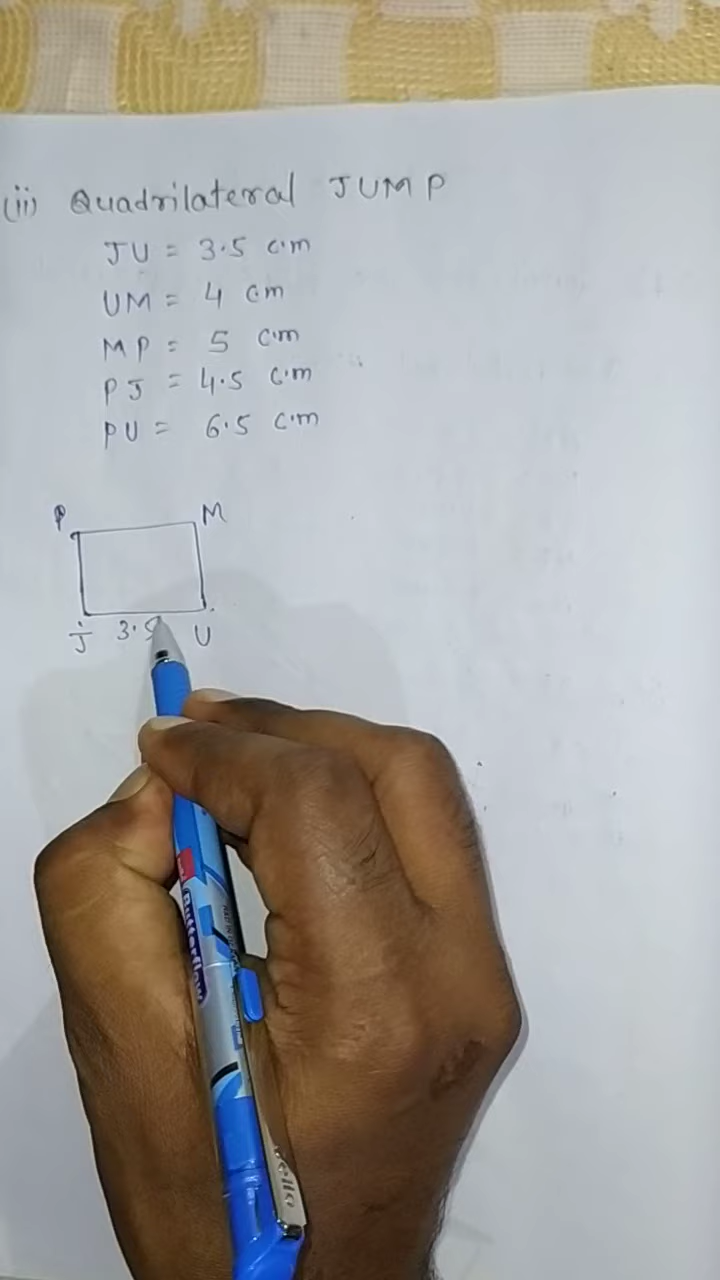 (ii) Quadrilateral JUMP
JU = 3.5 cm
UM = 4 cm
MP = 5 cm
PJ = 4.5 cm
PU = 6.5 cm
P M
J 3.5 U
Butterflow